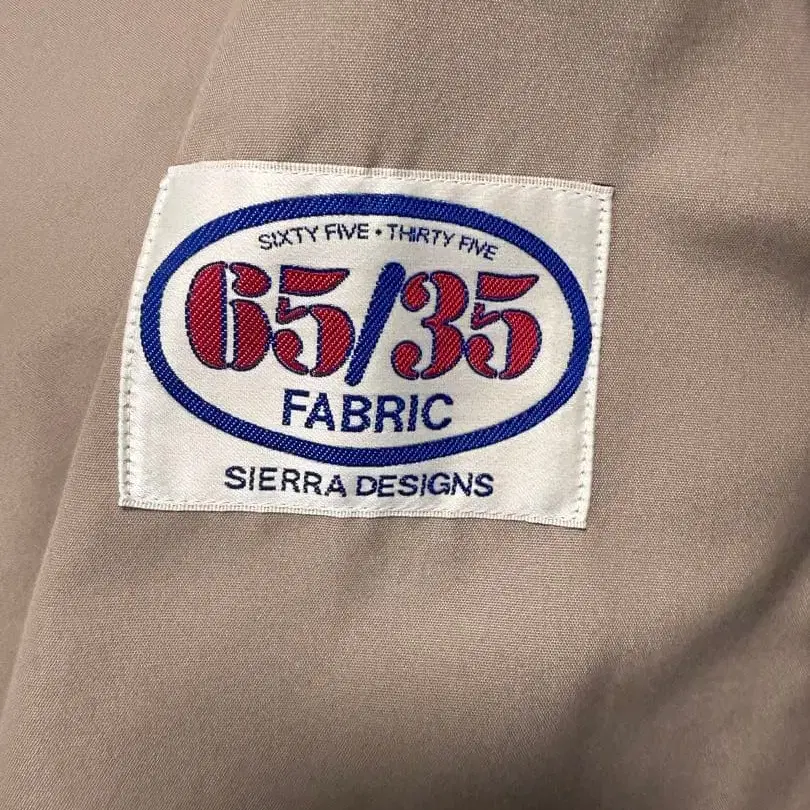 SIXTY FIVE • THIRTY FIVE
65/35
FABRIC
SIERRA DESIGNS